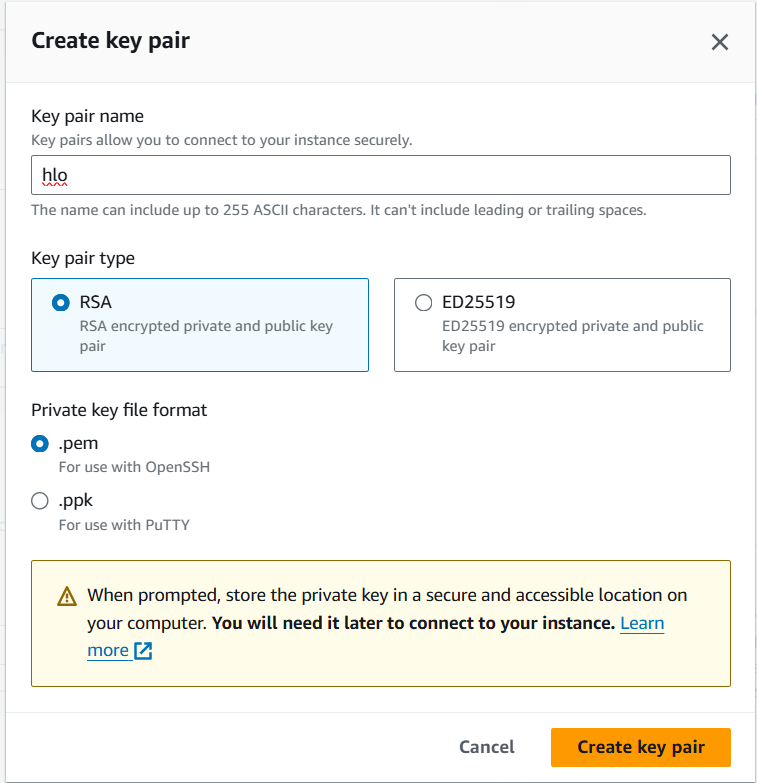 Create key pair
Key pair name
Key pairs allow you to connect to your instance securely.
hlo
The name can include up to 255 ASCII characters. It can't include leading or trailing spaces.
Key pair type
RSA
RSA encrypted private and public key
pair
ED25519
ED25519 encrypted private and public
key pair
Private key file format
.pem
For use with OpenSSH
.ppk
For use with PuTTY
When prompted, store the private key in a secure and accessible location on
your computer. You will need it later to connect to your instance. Learn
more
Cancel
Create key pair